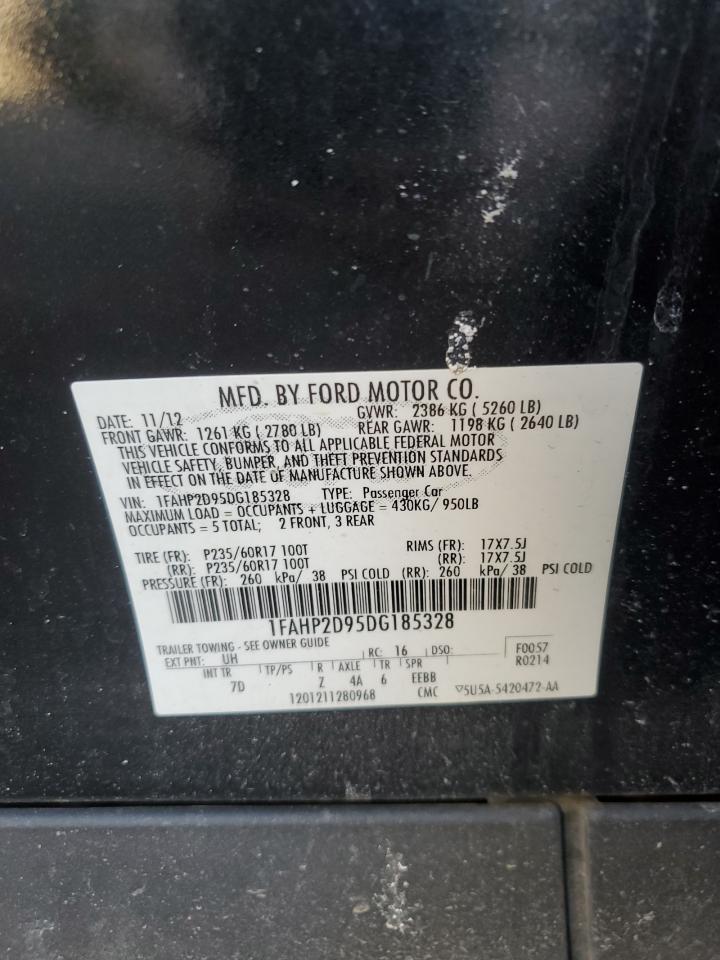 MFD. BY FORD MOTOR CO.
DATE: 11/12 GVWR: 2386 KG ( 5260 LB)
FRONT GAWR: 1261 KG ( 2780 LB) REAR GAWR: 1198 KG ( 2640 LB)
THIS VEHICLE CONFORMS TO ALL APPLICABLE FEDERAL MOTOR
VEHICLE SAFETY, BUMPER, AND THEFT PREVENTION STANDARDS
IN EFFECT ON THE DATE OF MANUFACTURE SHOWN ABOVE.
VIN: 1FAHP2D95DG185328 TYPE: Passenger Car
MAXIMUM LOAD = OCCUPANTS + LUGGAGE = 430KG/ 950LB
OCCUPANTS = 5 TOTAL; 2 FRONT, 3 REAR
TIRE (FR): P235/60R17 100T RIMS (FR): 17X7.5J
(RR): P235/60R17 100T (RR): 17X7.5J
PRESSURE (FR): 260 kPa/ 38 PSI COLD (RR): 260 kPa/ 38 PSI COLD
1FAHP2D95DG185328
TRAILER TOWING - SEE OWNER GUIDE
EXT PNT: UH RC: 16 DSO: F0057
R0214
INT TR TP/PS R AXLE TR SPR
7D Z 4A 6 EEBB
1201211280968 CMC ▽5U5A-5420472-AA